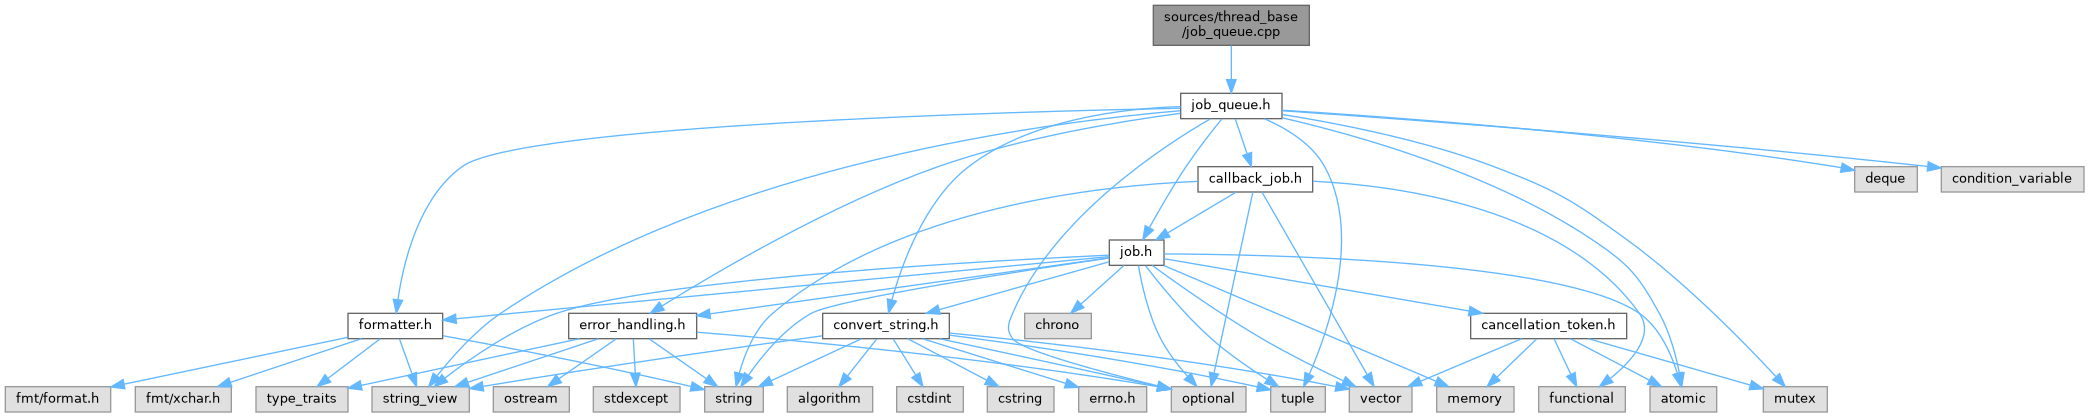 sources/thread_base
/job_queue.cpp
job_queue.h
callback_job.h
deque
condition_variable
job.h
formatter.h
error_handling.h
convert_string.h
chrono
cancellation_token.h
fmt/format.h
fmt/xchar.h
type_traits
string_view
ostream
stdexcept
string
algorithm
cstdint
cstring
errno.h
optional
tuple
vector
memory
functional
atomic
mutex